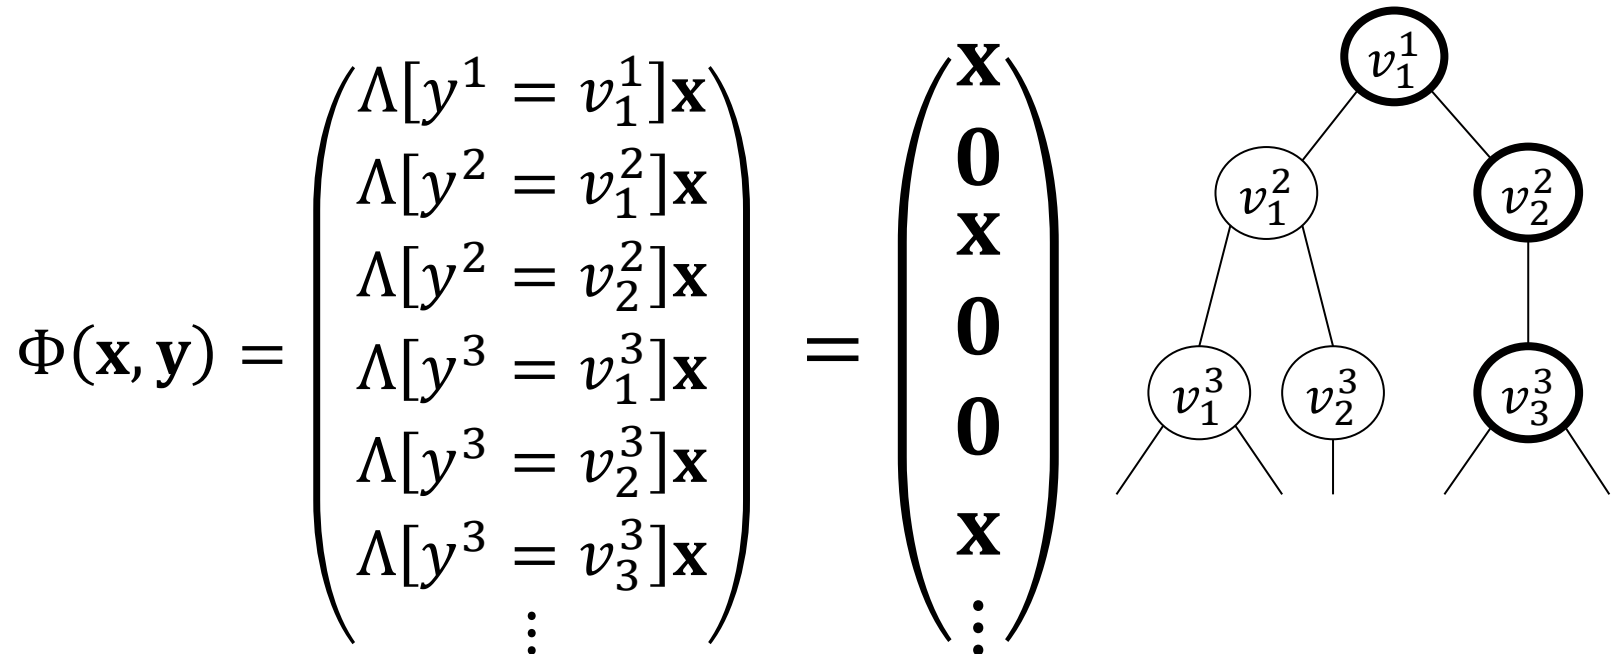 Φ(𝐱, 𝐲) =
Λ[y¹ = v₁¹]𝐱
Λ[y² = v₁²]𝐱
Λ[y² = v₂²]𝐱
Λ[y³ = v₁³]𝐱
Λ[y³ = v₂³]𝐱
Λ[y³ = v₃³]𝐱
⋮
=
𝐱
𝟎
𝐱
𝟎
𝟎
𝐱
⋮
v₁¹
v₁² v₂²
v₁³ v₂³ v₃³